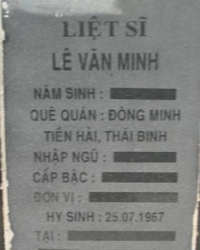 LIỆT SĨ
LÊ VĂN MINH
NĂM SINH :
QUÊ QUÁN : ĐÔNG MINH
TIỀN HẢI, THÁI BÌNH
NHẬP NGŨ :
CẤP BẬC :
ĐƠN VỊ :
HY SINH : 25.07.1967
TẠI :